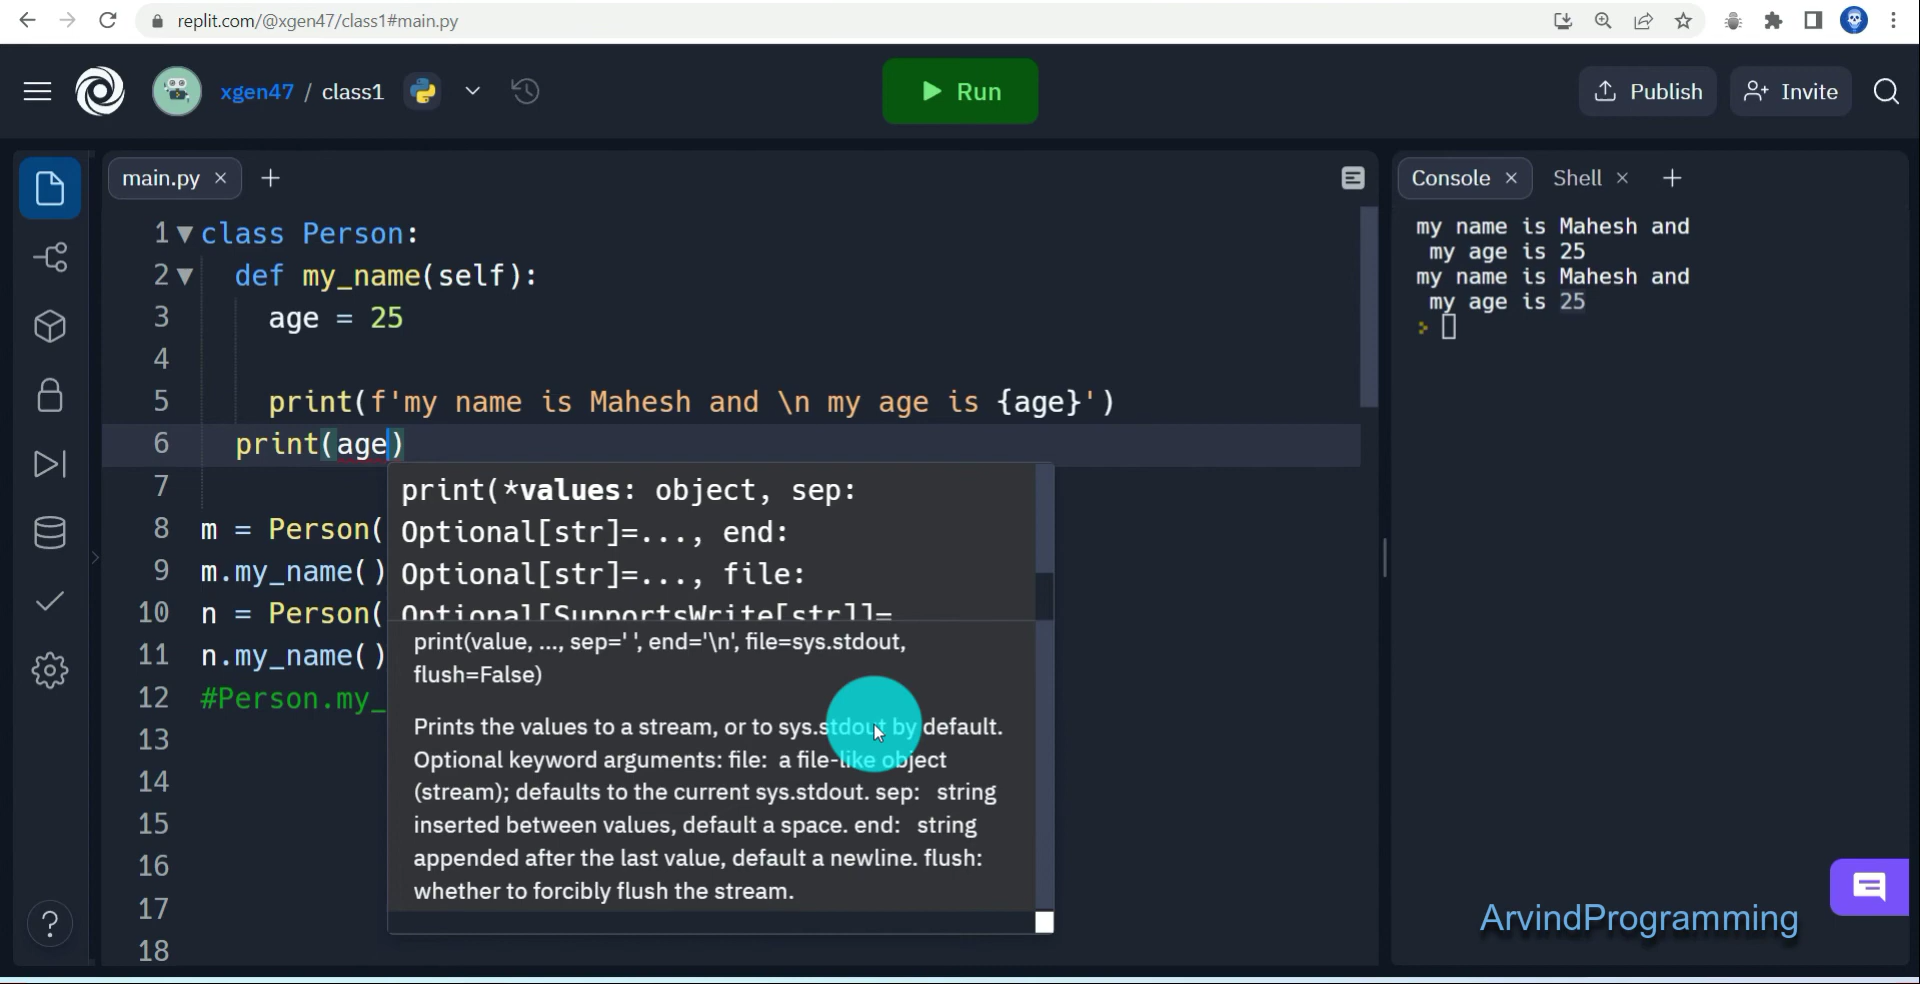 replit.com/@xgen47/class1#main.py
xgen47 / class1
Run
Publish
Invite
main.py
Console
Shell
1 class Person:
2 def my_name(self):
3 age = 25
4
5 print(f'my name is Mahesh and \n my age is {age}')
6 print(age)
7
8 m = Person(
9 m.my_name()
10 n = Person(
11 n.my_name()
12 #Person.my_
13
14
15
16
17
18
print(*values: object, sep:
Optional[str]=..., end:
Optional[str]=..., file:
Optional[SupportsWrite[str]]=
print(value, ..., sep=' ', end='\n', file=sys.stdout,
flush=False)
Prints the values to a stream, or to sys.stdout by default.
Optional keyword arguments: file: a file-like object
(stream); defaults to the current sys.stdout. sep: string
inserted between values, default a space. end: string
appended after the last value, default a newline. flush:
whether to forcibly flush the stream.
my name is Mahesh and
my age is 25
my name is Mahesh and
my age is 25
ArvindProgramming